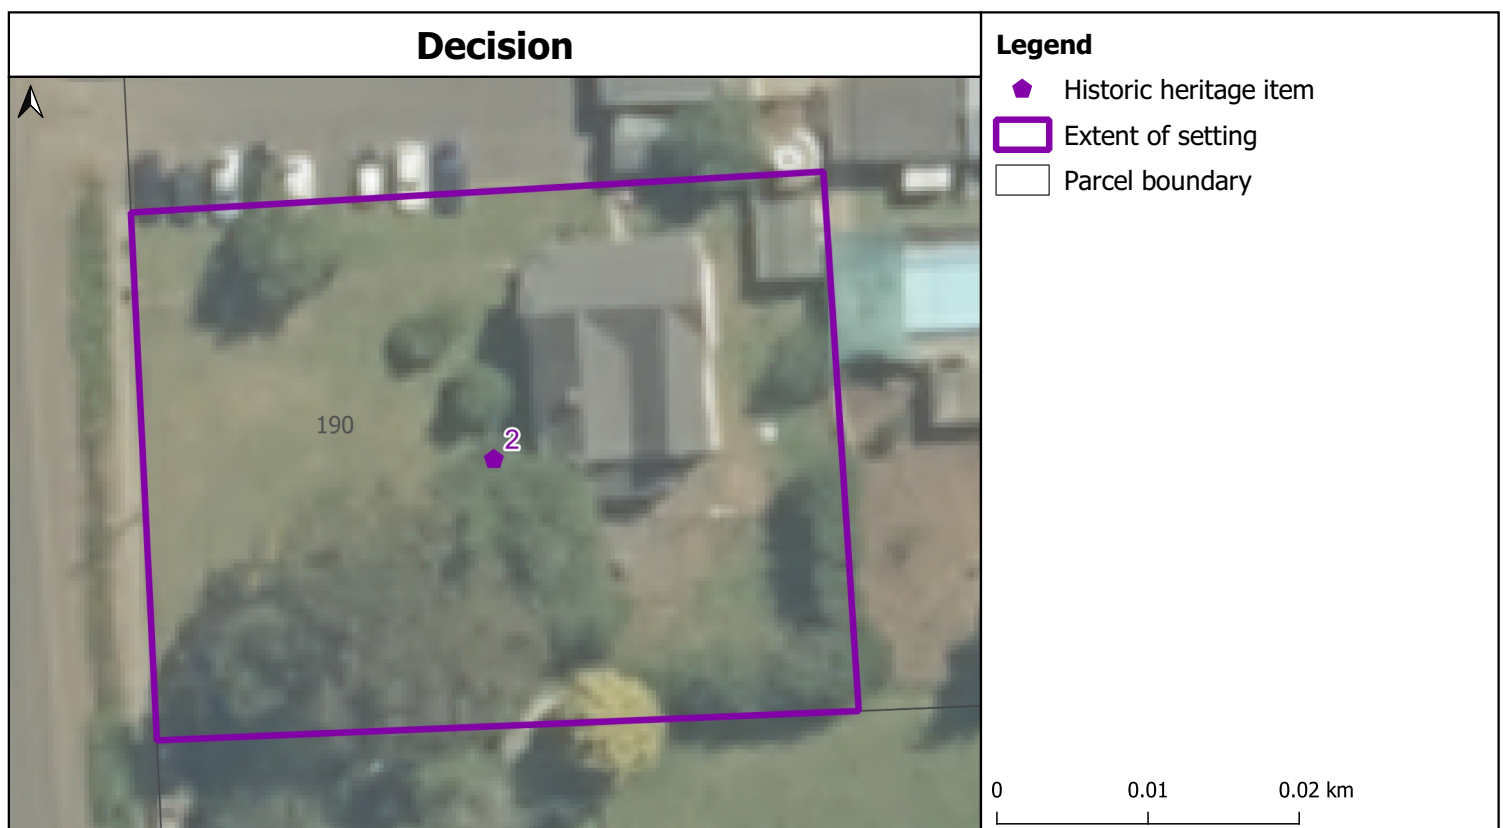 Decision
Legend
Historic heritage item
Extent of setting
Parcel boundary
2
190
0 0.01 0.02 km